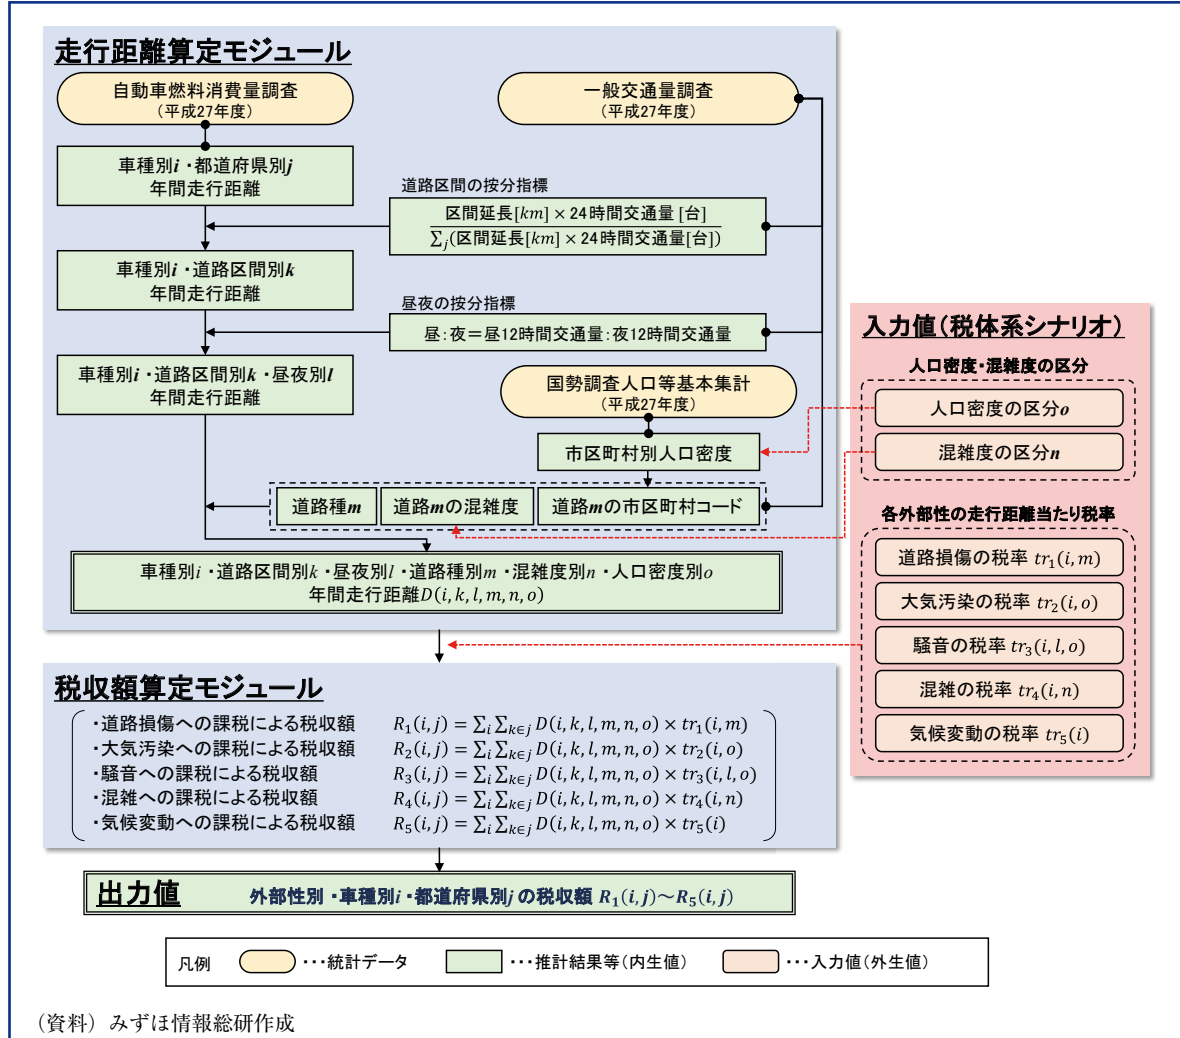 走行距離算定モジュール
自動車燃料消費量調査
(平成27年度)
一般交通量調査
(平成27年度)
車種別i・都道府県別j
年間走行距離
道路区間の按分指標
区間延長[km]×24時間交通量[台]
∑j(区間延長[km]×24時間交通量[台])
車種別i・道路区間別k
年間走行距離
昼夜の按分指標
昼:夜=昼12時間交通量:夜12時間交通量
車種別i・道路区間別k・昼夜別l
年間走行距離
国勢調査人口等基本集計
(平成27年度)
市区町村別人口密度
道路種m
道路mの混雑度
道路mの市区町村コード
車種別i・道路区間別k・昼夜別l・道路種別m・混雑度別n・人口密度別o
年間走行距離D(i,k,l,m,n,o)
入力値(税体系シナリオ)
人口密度・混雑度の区分
人口密度の区分o
混雑度の区分n
各外部性の走行距離当たり税率
道路損傷の税率 tr1(i,m)
大気汚染の税率 tr2(i,o)
騒音の税率 tr3(i,l,o)
混雑の税率 tr4(i,n)
気候変動の税率 tr5(i)
税収額算定モジュール
・道路損傷への課税による税収額 R1(i,j)=∑i∑k∈j D(i,k,l,m,n,o)×tr1(i,m)
・大気汚染への課税による税収額 R2(i,j)=∑i∑k∈j D(i,k,l,m,n,o)×tr2(i,o)
・騒音への課税による税収額 R3(i,j)=∑i∑k∈j D(i,k,l,m,n,o)×tr3(i,l,o)
・混雑への課税による税収額 R4(i,j)=∑i∑k∈j D(i,k,l,m,n,o)×tr4(i,n)
・気候変動への課税による税収額 R5(i,j)=∑i∑k∈j D(i,k,l,m,n,o)×tr5(i)
出力値 外部性別・車種別i・都道府県別jの税収額 R1(i,j)~R5(i,j)
凡例 ・・・統計データ ・・・推計結果等(内生値) ・・・入力値(外生値)
(資料)みずほ情報総研作成